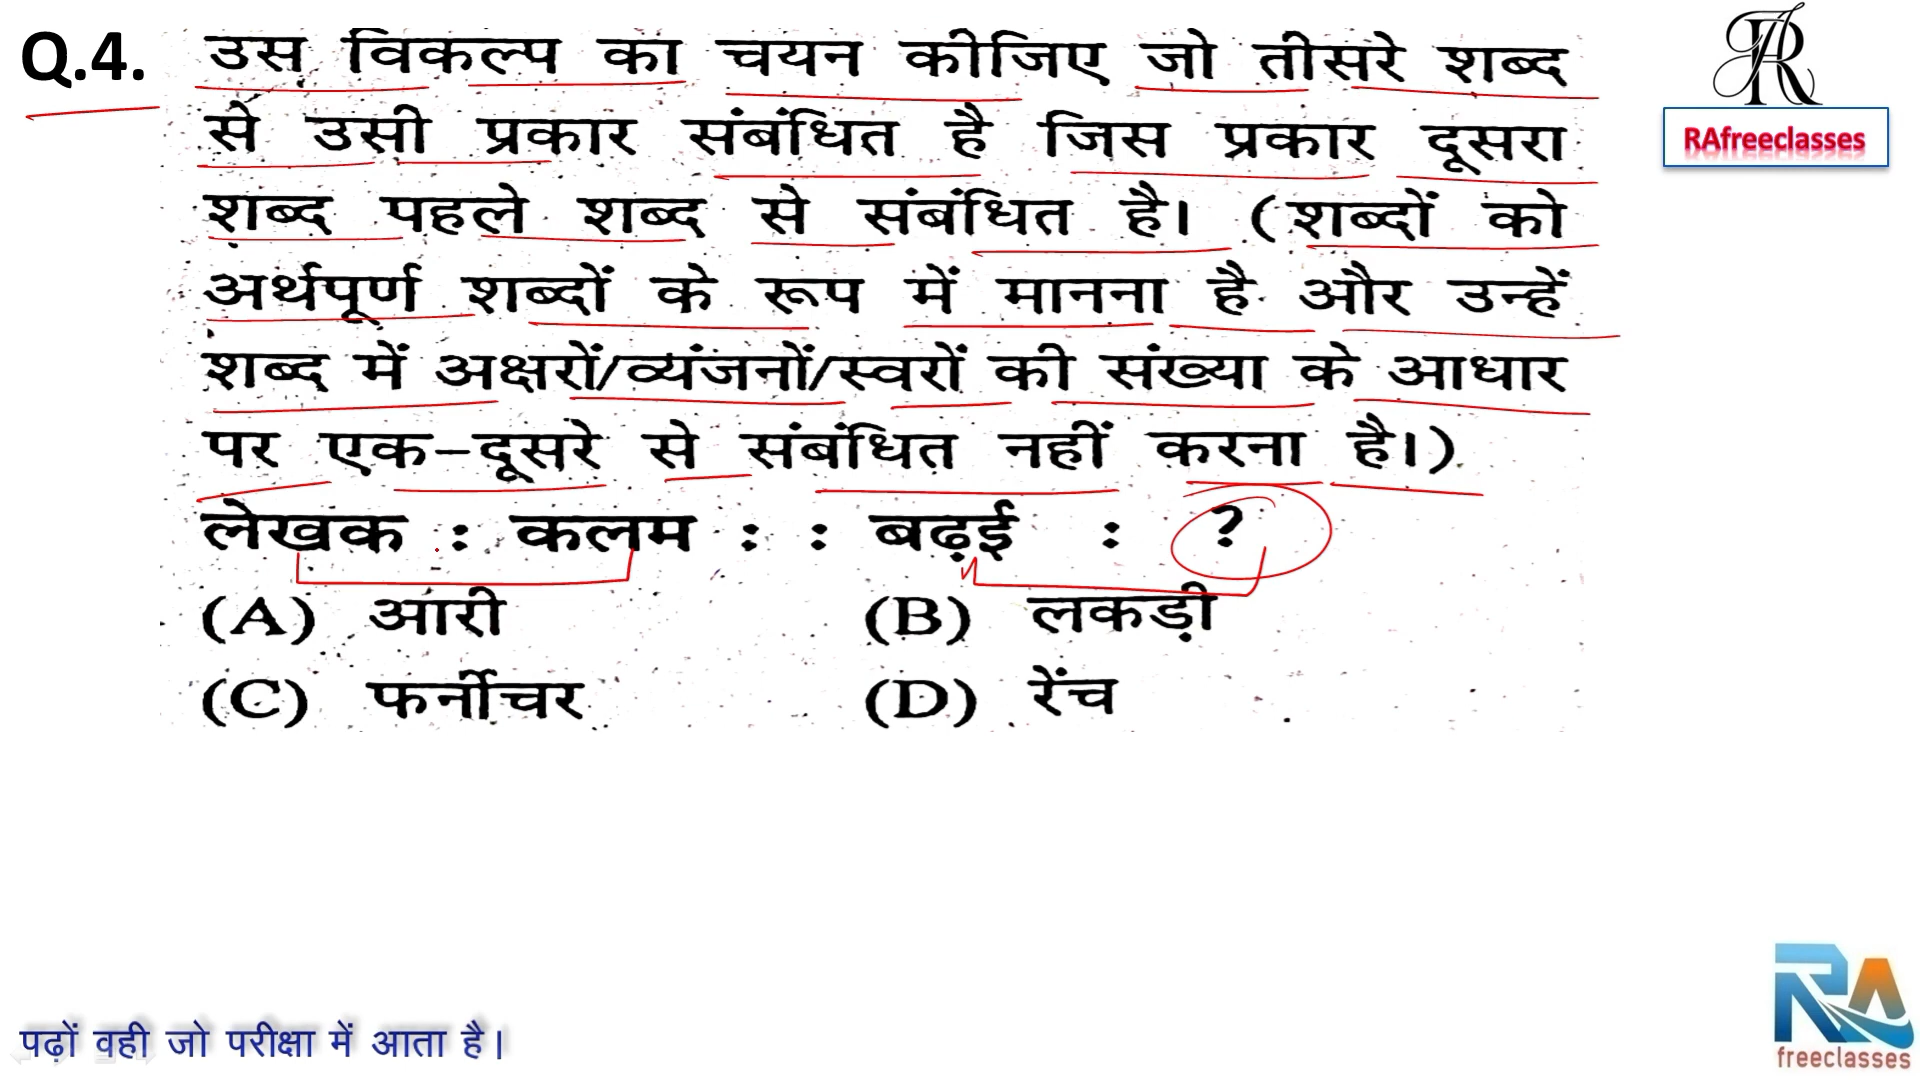 Q.4. उस विकल्प का चयन कीजिए जो तीसरे शब्द
से उसी प्रकार संबंधित है जिस प्रकार दूसरा
शब्द पहले शब्द से संबंधित है। (शब्दों को
अर्थपूर्ण शब्दों के रूप में मानना है और उन्हें
शब्द में अक्षरों/व्यंजनों/स्वरों की संख्या के आधार
पर एक-दूसरे से संबंधित नहीं करना है।)
लेखक : कलम : : बढ़ई : ?
(A) आरी (B) लकड़ी
(C) फर्नीचर (D) रेंच
RA
RAfreeclasses
पढ़ों वही जो परीक्षा में आता है।
RA
freeclasses